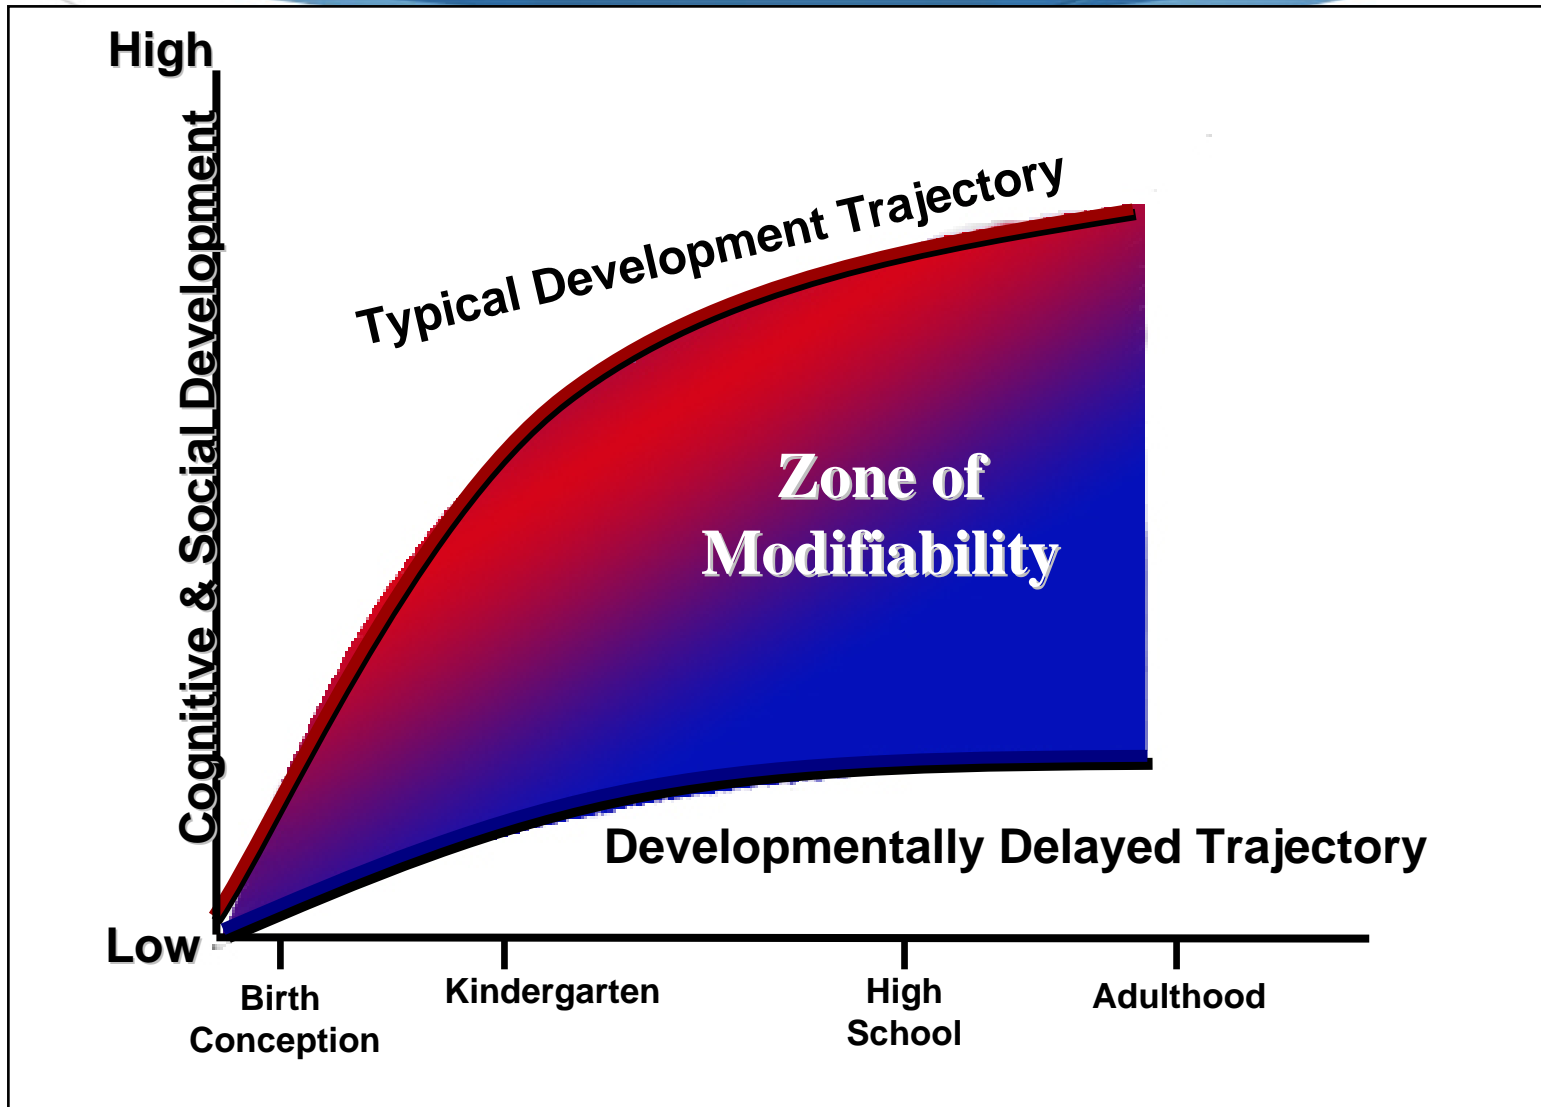 High
Cognitive & Social Development
Typical Development Trajectory
Zone of
Modifiability
Developmentally Delayed Trajectory
Low
Birth
Conception
Kindergarten
High
School
Adulthood